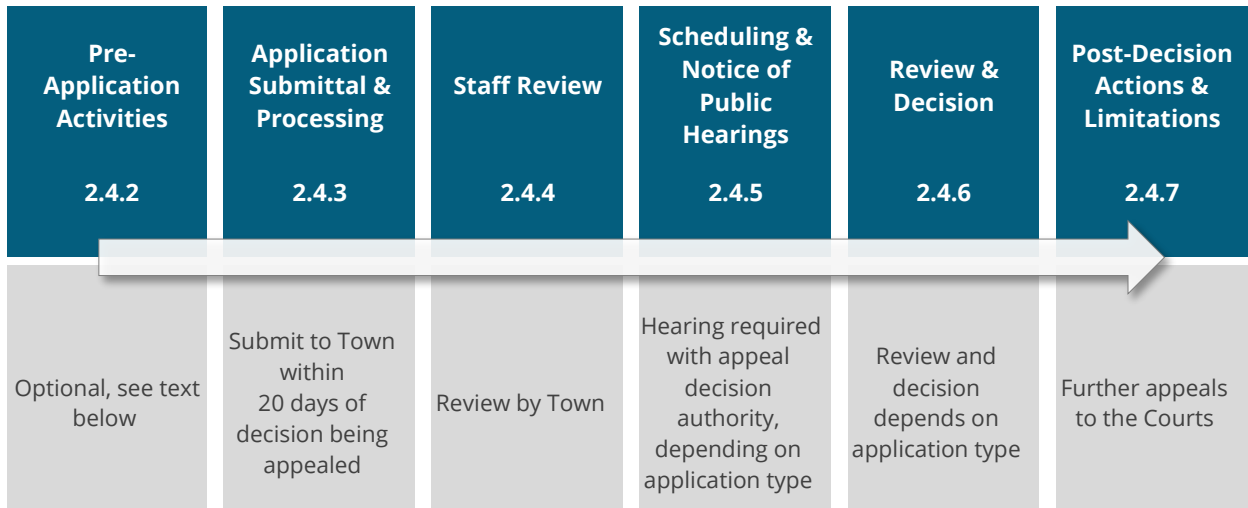 Pre-
Application
Activities
2.4.2
Application
Submittal &
Processing
2.4.3
Staff Review
2.4.4
Scheduling &
Notice of
Public
Hearings
2.4.5
Review &
Decision
2.4.6
Post-Decision
Actions &
Limitations
2.4.7
Optional, see text
below
Submit to Town
within
20 days of
decision being
appealed
Review by Town
Hearing required
with appeal
decision
authority,
depending on
application type
Review and
decision
depends on
application type
Further appeals
to the Courts